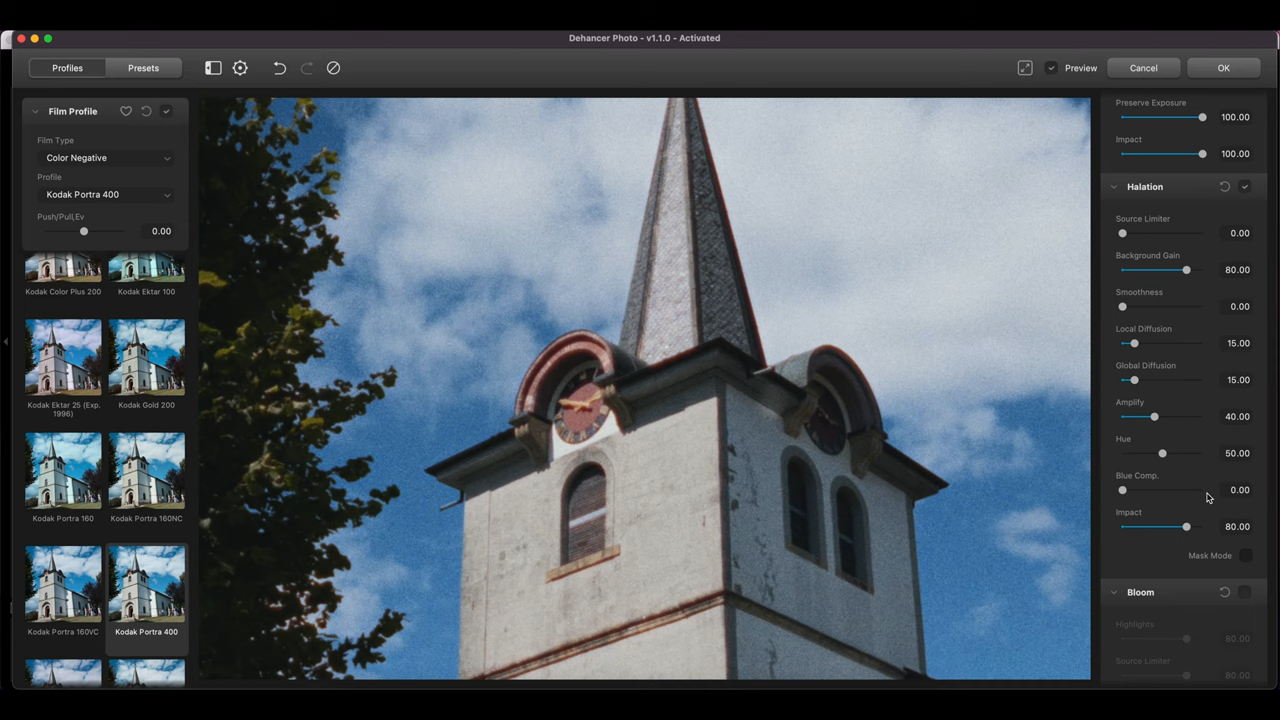 Dehancer Photo - v1.1.0 - Activated
Profiles
Presets
Preview
Cancel
OK
Film Profile
Film Type
Color Negative
Profile
Kodak Portra 400
Push/Pull,Ev
0.00
Kodak Color Plus 200
Kodak Ektar 100
Kodak Ektar 25 (Exp. 1996)
Kodak Gold 200
Kodak Portra 160
Kodak Portra 160NC
Kodak Portra 160VC
Kodak Portra 400
Preserve Exposure
100.00
Impact
100.00
Halation
Source Limiter
0.00
Background Gain
80.00
Smoothness
0.00
Local Diffusion
15.00
Global Diffusion
15.00
Amplify
40.00
Hue
50.00
Blue Comp.
0.00
Impact
80.00
Mask Mode
Bloom
Highlights
80.00
Source Limiter
80.00